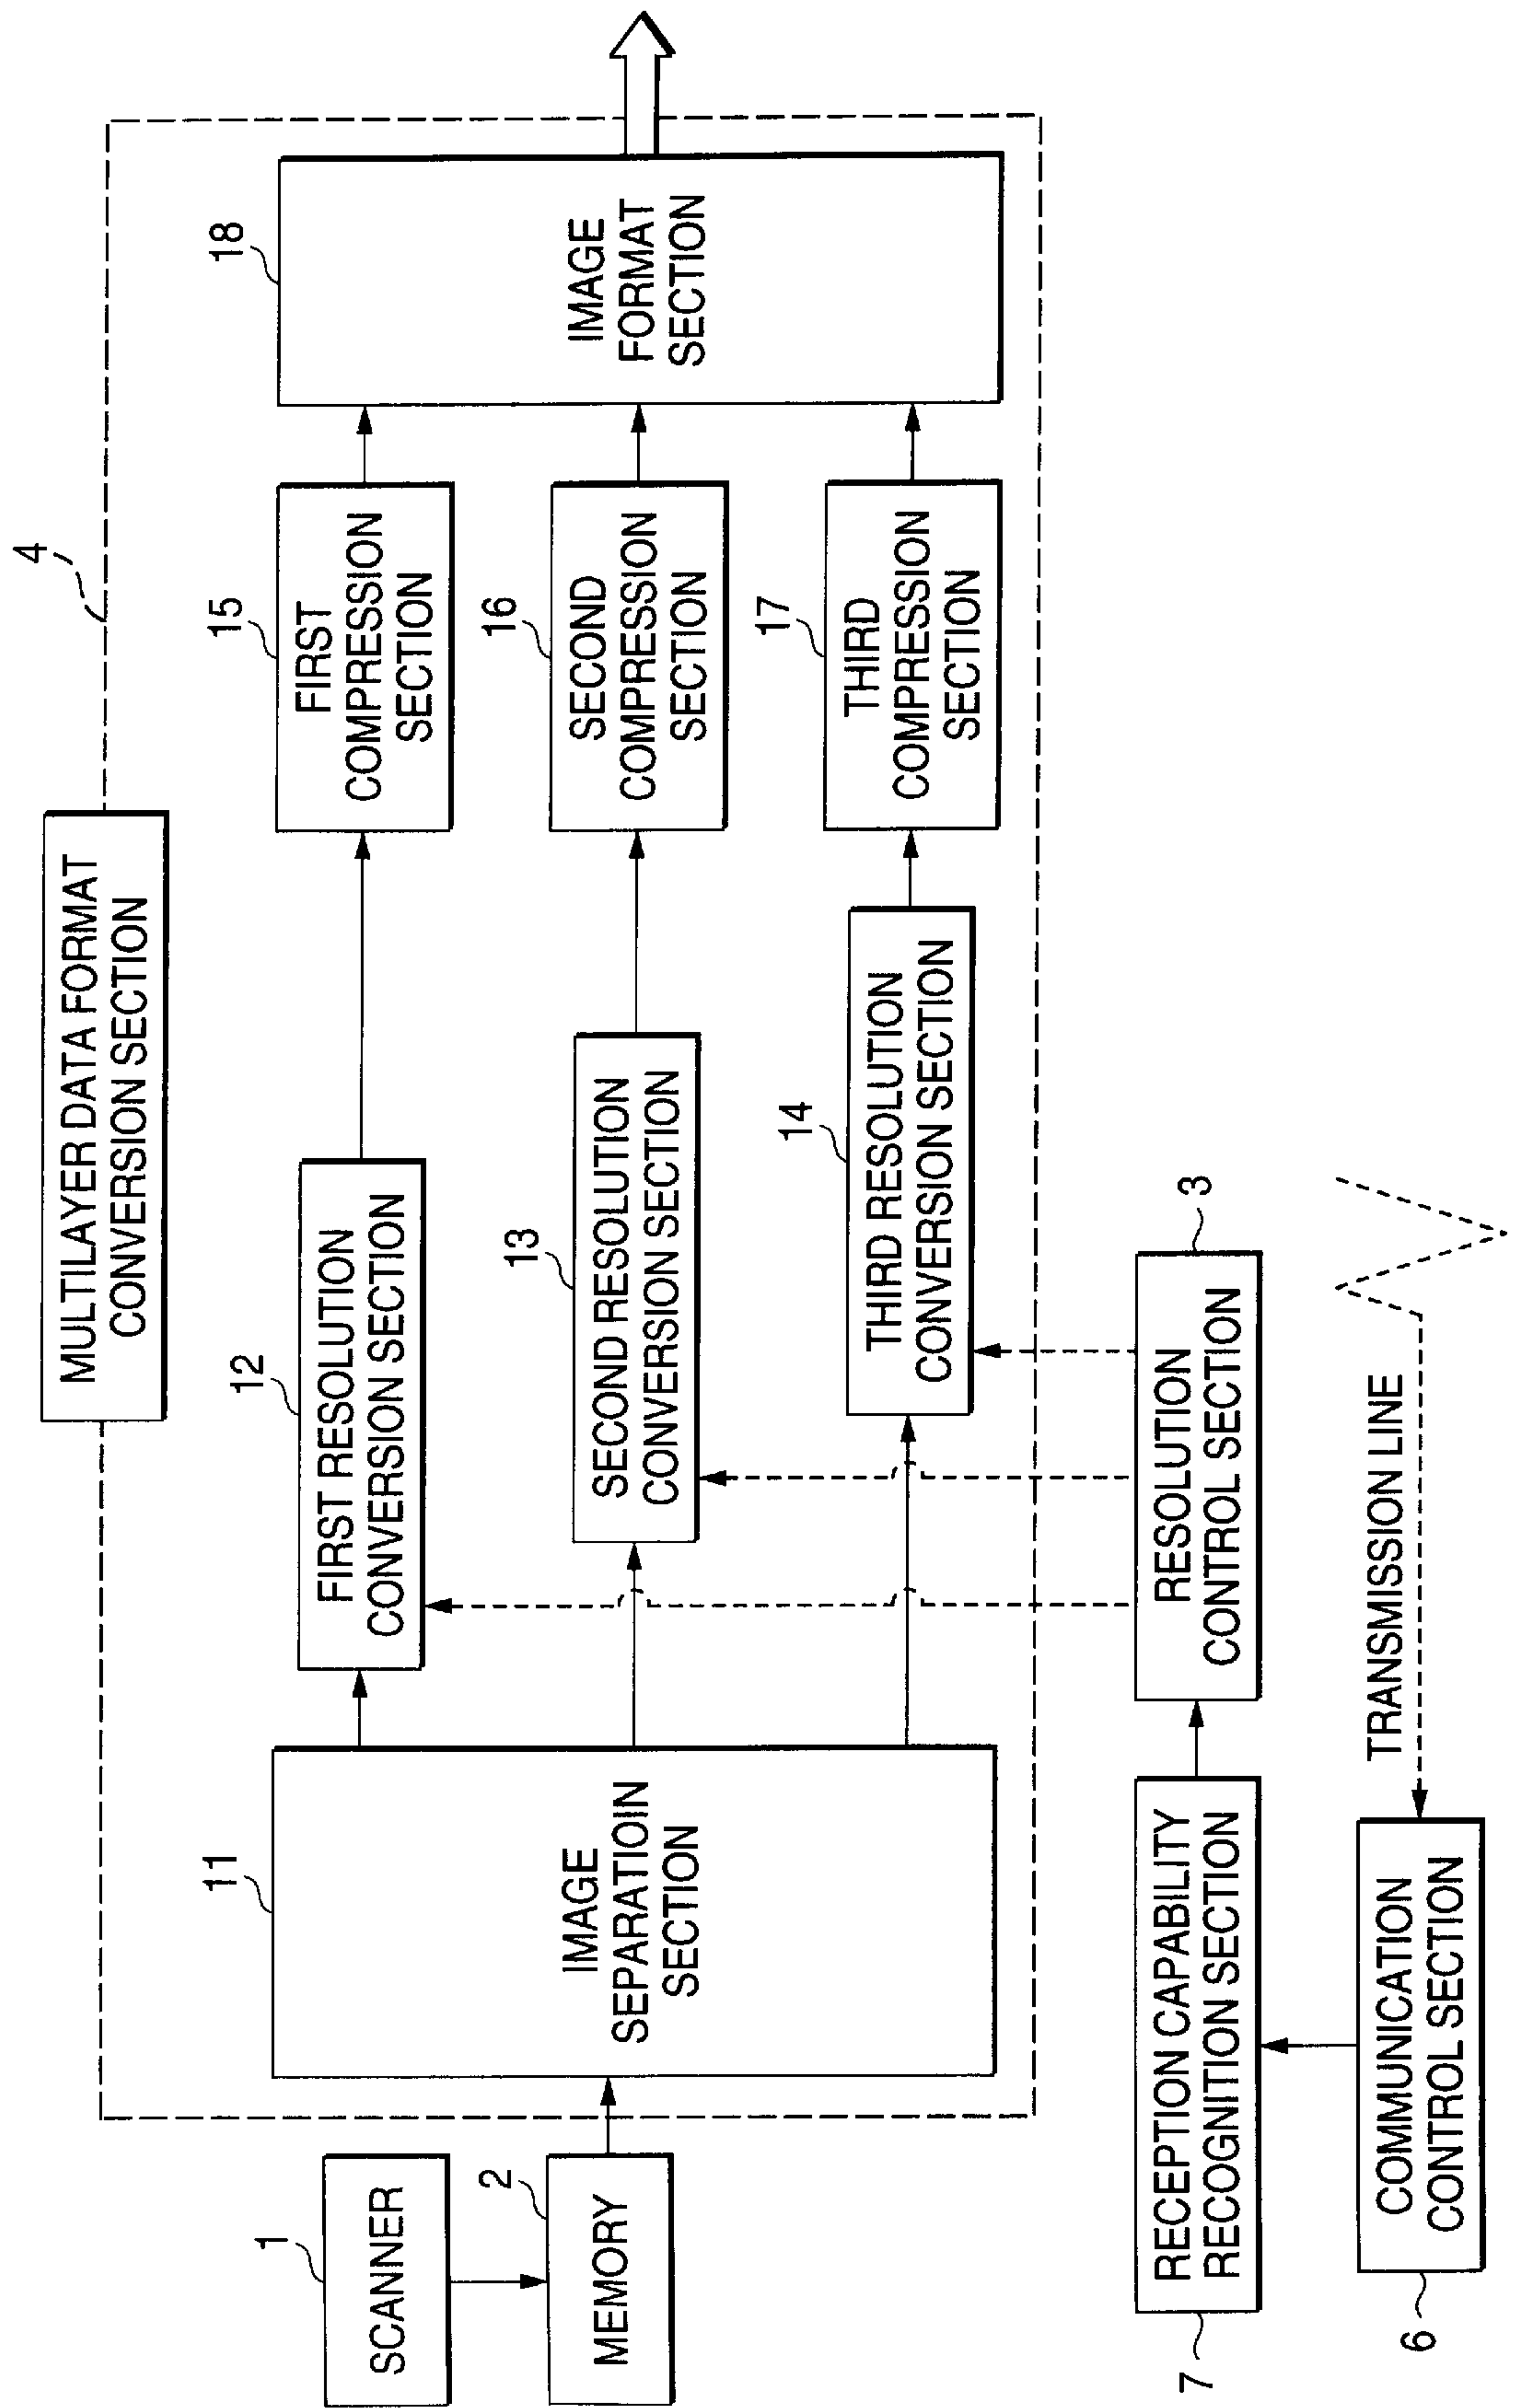 4
MULTILAYER DATA FORMAT
CONVERSION SECTION
1
SCANNER
2
MEMORY
11
IMAGE
SEPARATIOIN
SECTION
12
FIRST RESOLUTION
CONVERSION SECTION
15
FIRST
COMPRESSION
SECTION
13
SECOND RESOLUTION
CONVERSION SECTION
16
SECOND
COMPRESSION
SECTION
14
THIRD RESOLUTION
CONVERSION SECTION
17
THIRD
COMPRESSION
SECTION
18
IMAGE
FORMAT
SECTION
7
RECEPTION CAPABILITY
RECOGNITION SECTION
3
RESOLUTION
CONTROL SECTION
6
COMMUNICATION
CONTROL SECTION
TRANSMISSION LINE